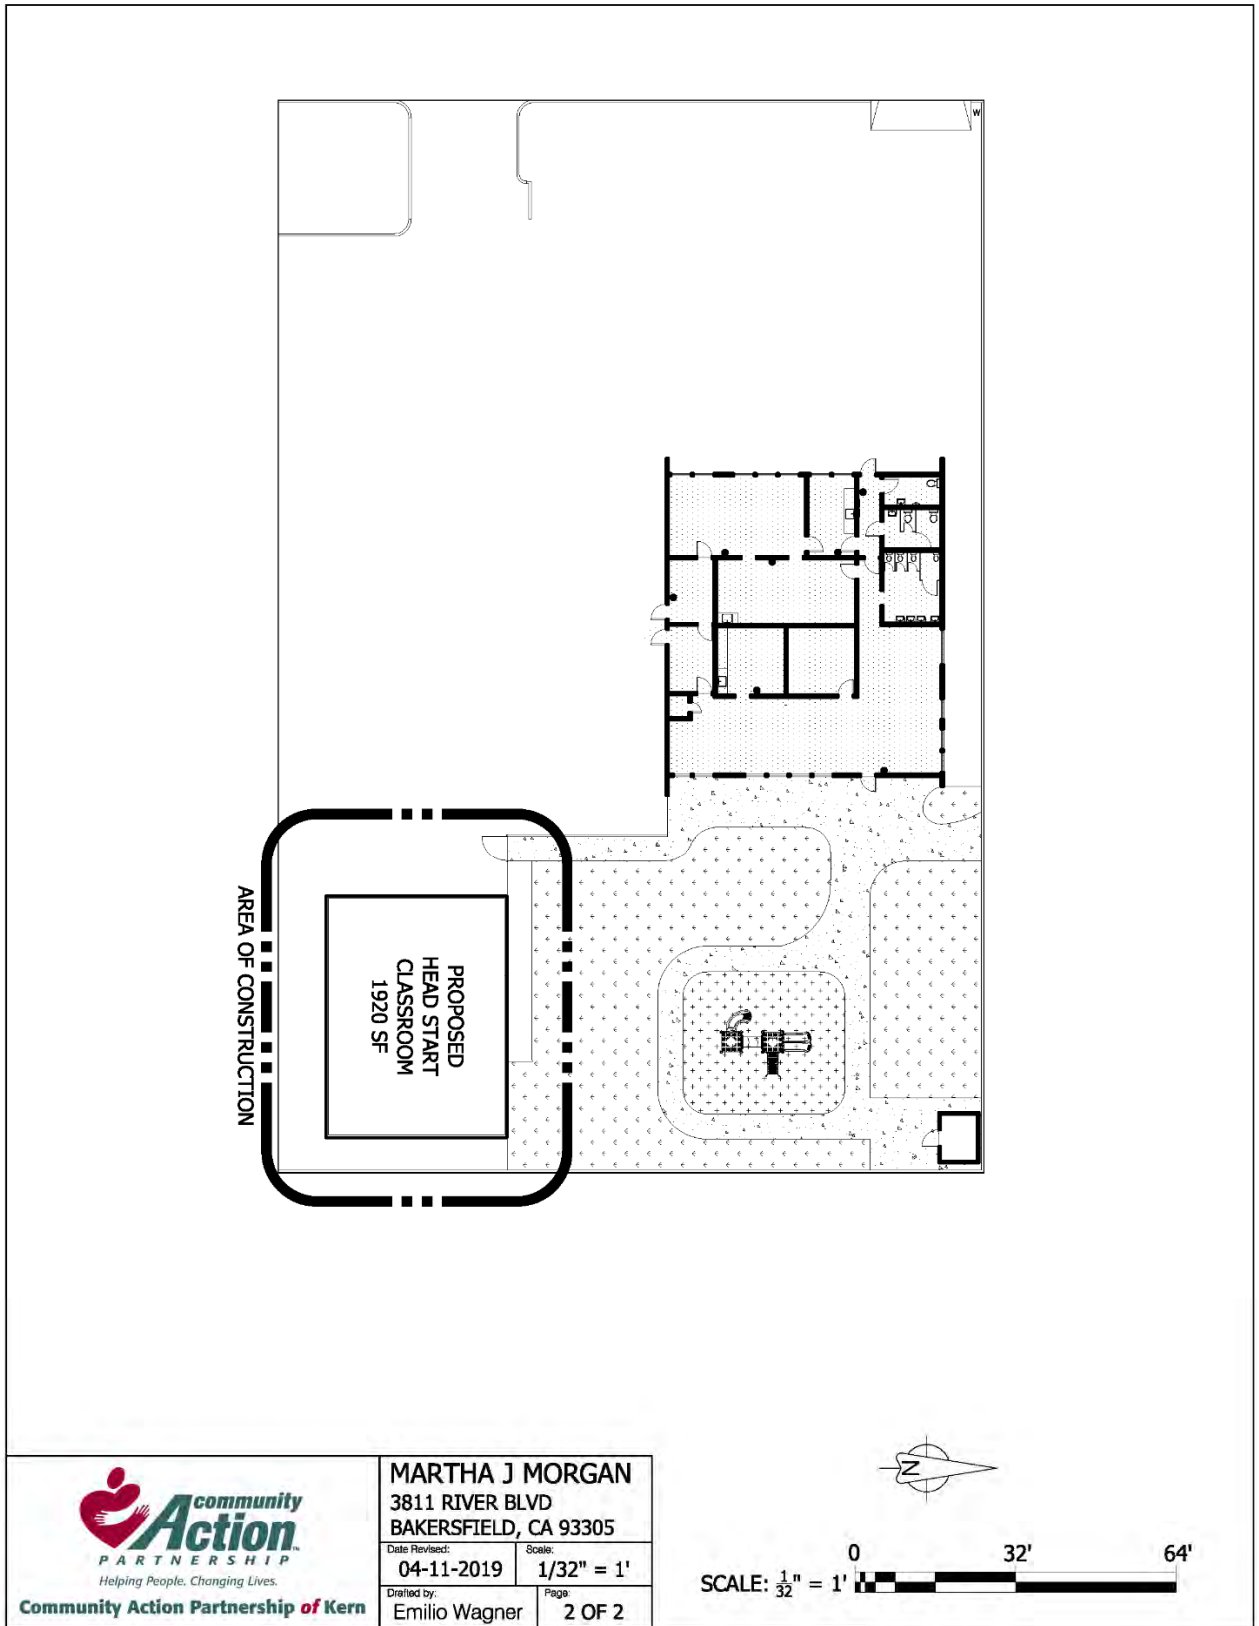 W
PROPOSED
HEAD START
CLASSROOM
1920 SF
AREA OF CONSTRUCTION
community
Action
PARTNERSHIP
Helping People. Changing Lives.
Community Action Partnership of Kern
MARTHA J MORGAN
3811 RIVER BLVD
BAKERSFIELD, CA 93305
Date Revised:
04-11-2019
Scale:
1/32" = 1'
Drafted by:
Emilio Wagner
Page:
2 OF 2
N
0 32' 64'
SCALE: 1/32" = 1'